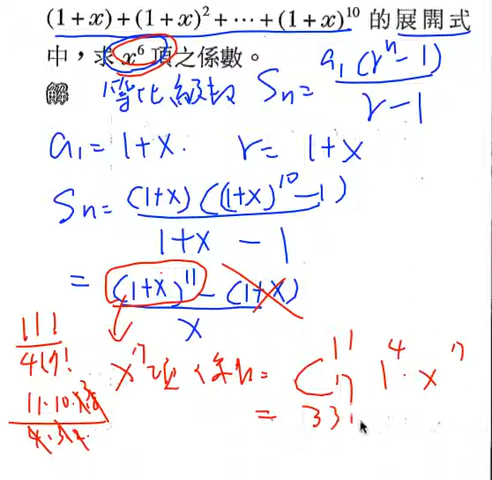 (1+x)+(1+x)²+⋯+(1+x)¹⁰ 的展開式
中，求 x⁶ 項之係數。
解 等比級數 Sn = a₁(rⁿ-1) / r-1
a₁ = 1+x. r = 1+x
Sn = (1+x)((1+x)¹⁰-1) / 1+x-1
= (1+x)¹¹ - (1+x) / x
x⁷項係數 = C¹¹₇ 1⁴·x⁷
= 330
11! / 4!7!
11·10·9·8 / 4·3·2